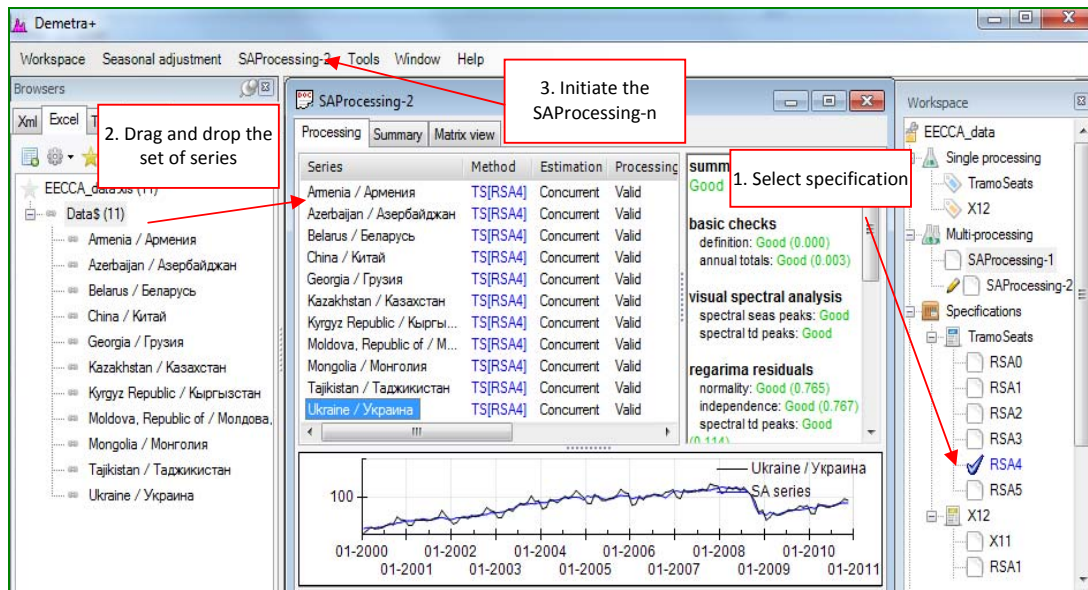 Demetra+
Workspace Seasonal adjustment SAProcessing-2 Tools Window Help
Browsers
Xml Excel T
2. Drag and drop the
set of series
EECCA_data.xls (11)
Data$ (11)
Armenia / Армения
Azerbaijan / Азербайджан
Belarus / Беларусь
China / Китай
Georgia / Грузия
Kazakhstan / Казахстан
Kyrgyz Republic / Кыргызстан
Moldova, Republic of / Молдова,
Mongolia / Монголия
Tajikistan / Таджикистан
Ukraine / Украина
SAProcessing-2
3. Initiate the
SAProcessing-n
Processing Summary Matrix view
Series Method Estimation Processing
Armenia / Армения TS[RSA4] Concurrent Valid
Azerbaijan / Азербайджан TS[RSA4] Concurrent Valid
Belarus / Беларусь TS[RSA4] Concurrent Valid
China / Китай TS[RSA4] Concurrent Valid
Georgia / Грузия TS[RSA4] Concurrent Valid
Kazakhstan / Казахстан TS[RSA4] Concurrent Valid
Kyrgyz Republic / Кыргы... TS[RSA4] Concurrent Valid
Moldova, Republic of / М... TS[RSA4] Concurrent Valid
Mongolia / Монголия TS[RSA4] Concurrent Valid
Tajikistan / Таджикистан TS[RSA4] Concurrent Valid
Ukraine / Украина TS[RSA4] Concurrent Valid
summ
Good
1. Select specification
basic checks
definition: Good (0.000)
annual totals: Good (0.003)
visual spectral analysis
spectral seas peaks: Good
spectral td peaks: Good
regarima residuals
normality: Good (0.765)
independence: Good (0.767)
spectral td peaks: Good
(0.114)
Ukraine / Украина
SA series
100
01-2000 01-2002 01-2004 01-2006 01-2008 01-2010
01-2001 01-2003 01-2005 01-2007 01-2009 01-2011
Workspace
EECCA_data
Single processing
TramoSeats
X12
Multi-processing
SAProcessing-1
SAProcessing-2
Specifications
TramoSeats
RSA0
RSA1
RSA2
RSA3
RSA4
RSA5
X12
X11
RSA1